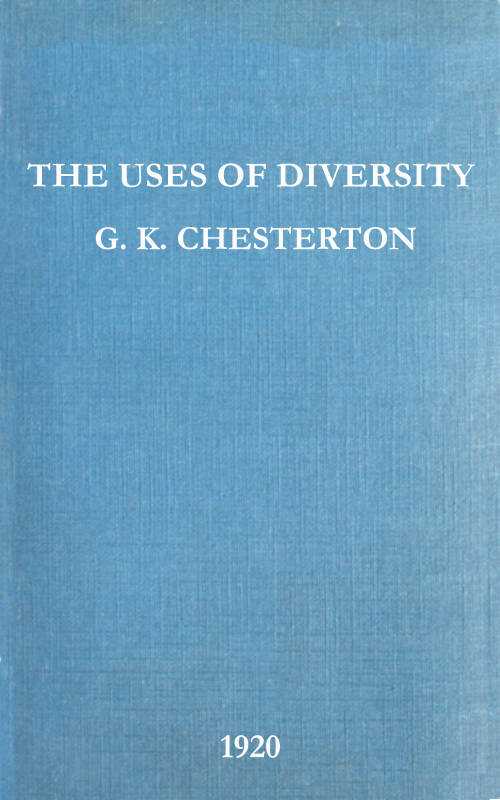 THE USES OF DIVERSITY
G. K. CHESTERTON
1920